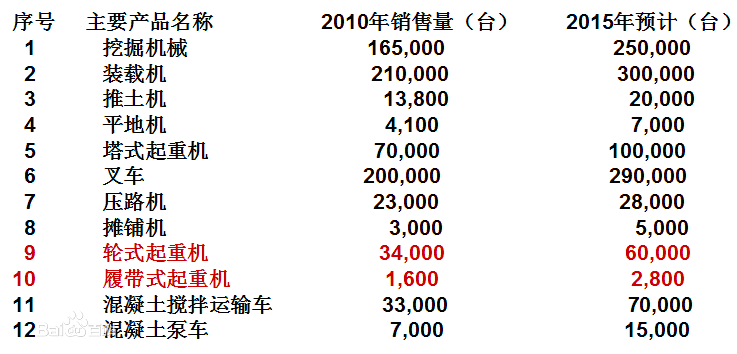 序号 主要产品名称 2010年销售量（台） 2015年预计（台）
1 挖掘机械 165,000 250,000
2 装载机 210,000 300,000
3 推土机 13,800 20,000
4 平地机 4,100 7,000
5 塔式起重机 70,000 100,000
6 叉车 200,000 290,000
7 压路机 23,000 28,000
8 摊铺机 3,000 5,000
9 轮式起重机 34,000 60,000
10 履带式起重机 1,600 2,800
11 混凝土搅拌运输车 33,000 70,000
12 混凝土泵车 7,000 15,000